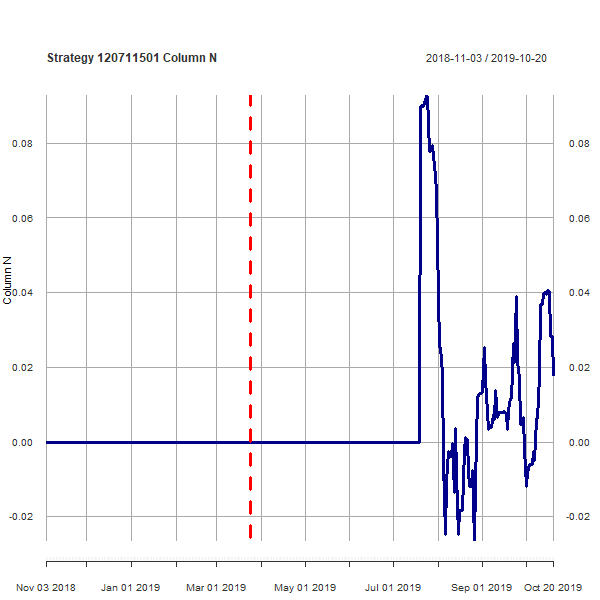 Strategy 120711501 Column N
2018-11-03 / 2019-10-20
Column N
0.08
0.06
0.04
0.02
0.00
-0.02
0.08
0.06
0.04
0.02
0.00
-0.02
Nov 03 2018
Jan 01 2019
Mar 01 2019
May 01 2019
Jul 01 2019
Sep 01 2019
Oct 20 2019